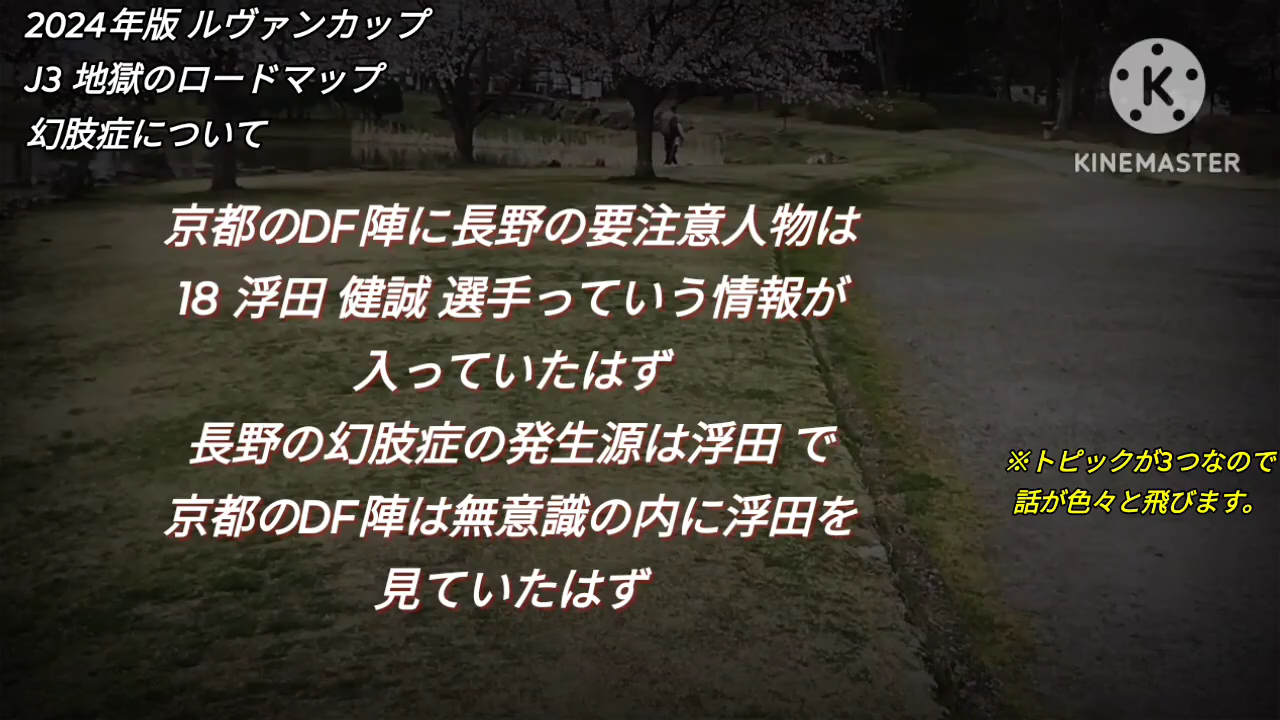 2024年版 ルヴァンカップ
J3 地獄のロードマップ
幻肢症について
KINEMASTER
京都のDF陣に長野の要注意人物は
18 浮田 健誠 選手っていう情報が
入っていたはず
長野の幻肢症の発生源は浮田 で
京都のDF陣は無意識の内に浮田を
見ていたはず
※トピックが3つなので
話が色々と飛びます。